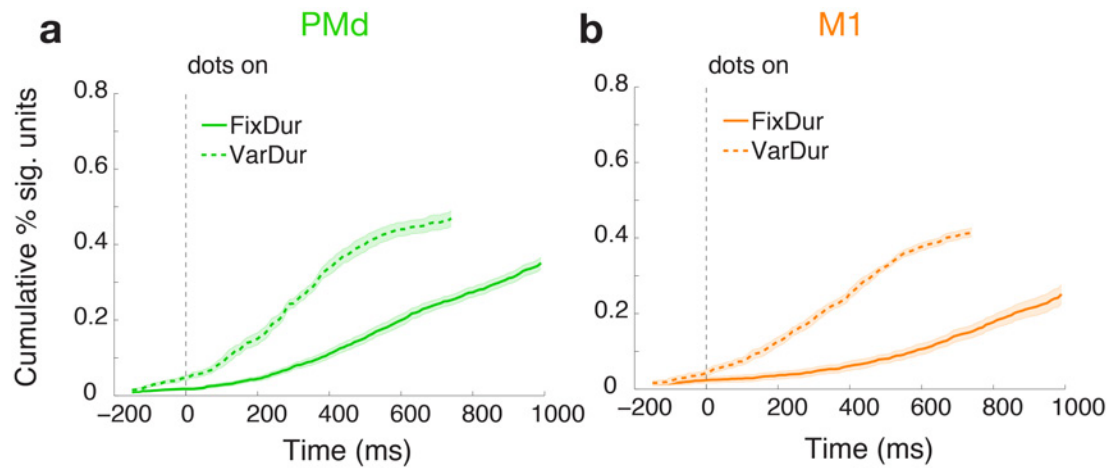 a
PMd
dots on
FixDur
VarDur
Cumulative % sig. units
0.8
0.6
0.4
0.2
0
−200 0 200 400 600 800 1000
Time (ms)
b
M1
dots on
FixDur
VarDur
0.8
0.6
0.4
0.2
0
−200 0 200 400 600 800 1000
Time (ms)